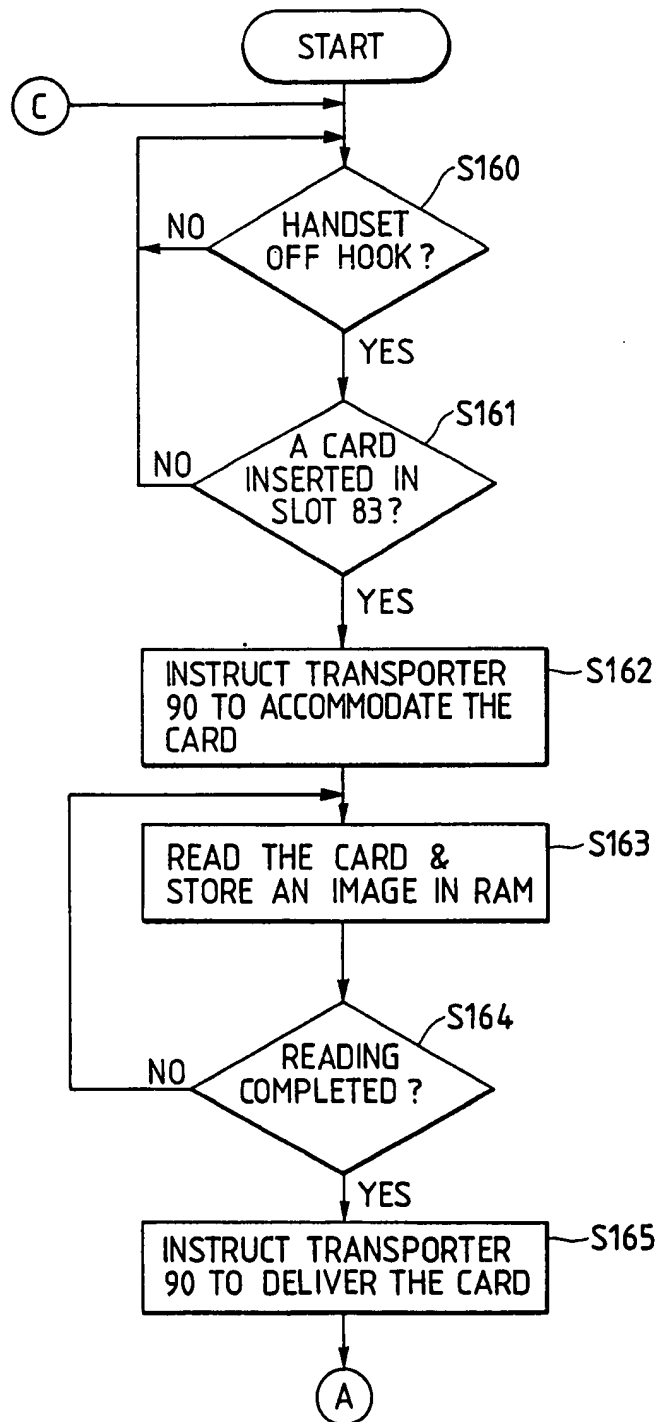 START
C
S160
NO
HANDSET
OFF HOOK ?
YES
S161
NO
A CARD
INSERTED IN
SLOT 83 ?
YES
INSTRUCT TRANSPORTER
90 TO ACCOMMODATE THE
CARD
S162
READ THE CARD &
STORE AN IMAGE IN RAM
S163
S164
NO
READING
COMPLETED ?
YES
INSTRUCT TRANSPORTER
90 TO DELIVER THE CARD
S165
A